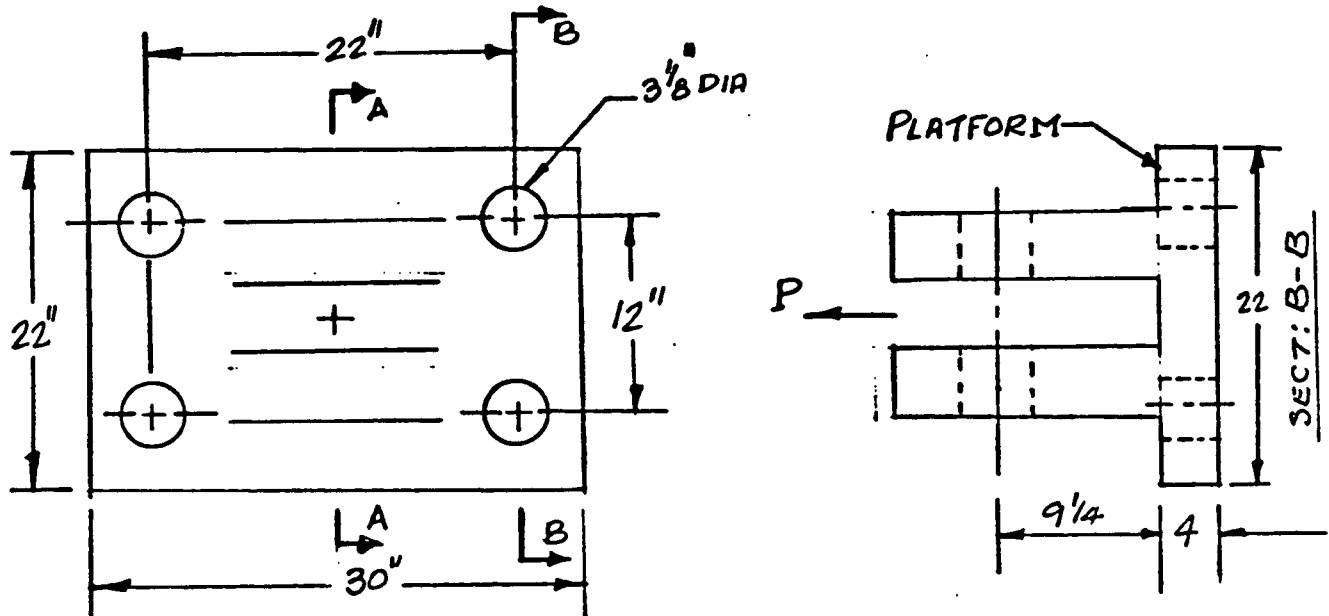 22"
B
3 1/8" DIA
A
PLATFORM
22"
12"
P
22
SECT: B-B
A
B
9 1/4
4
30"